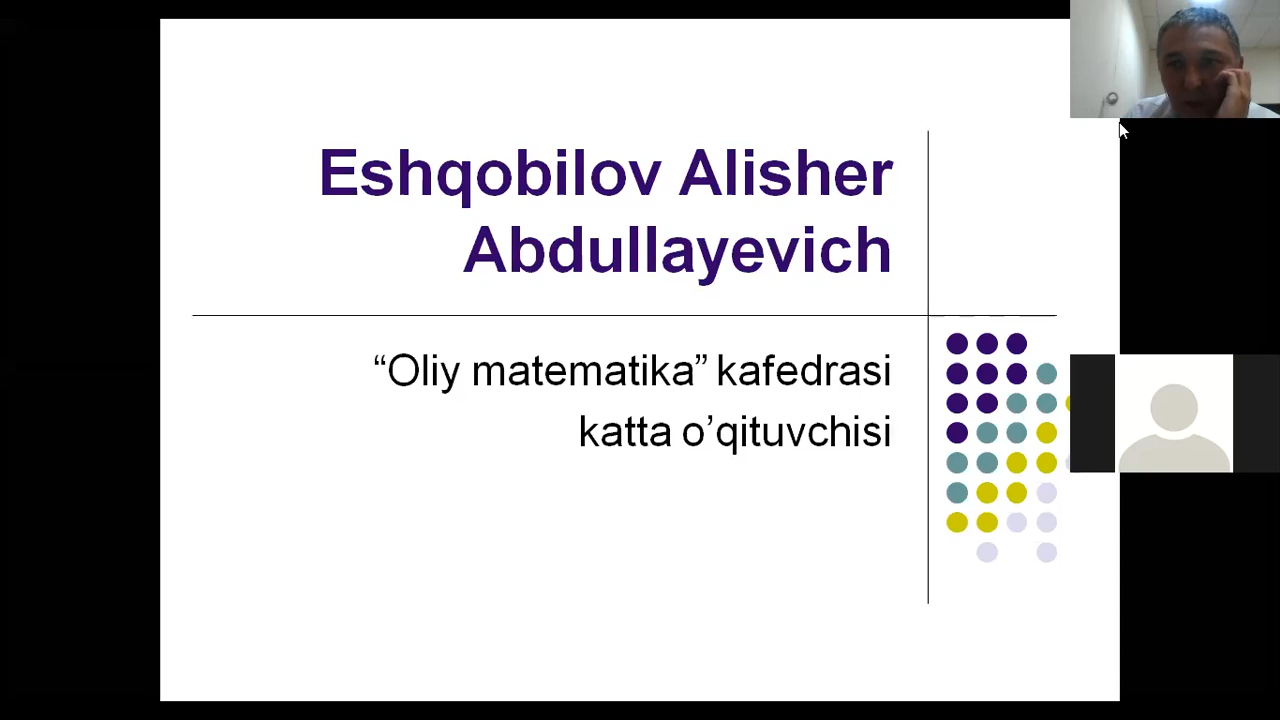 Eshqobilov Alisher
Abdullayevich
“Oliy matematika” kafedrasi
katta o’qituvchisi